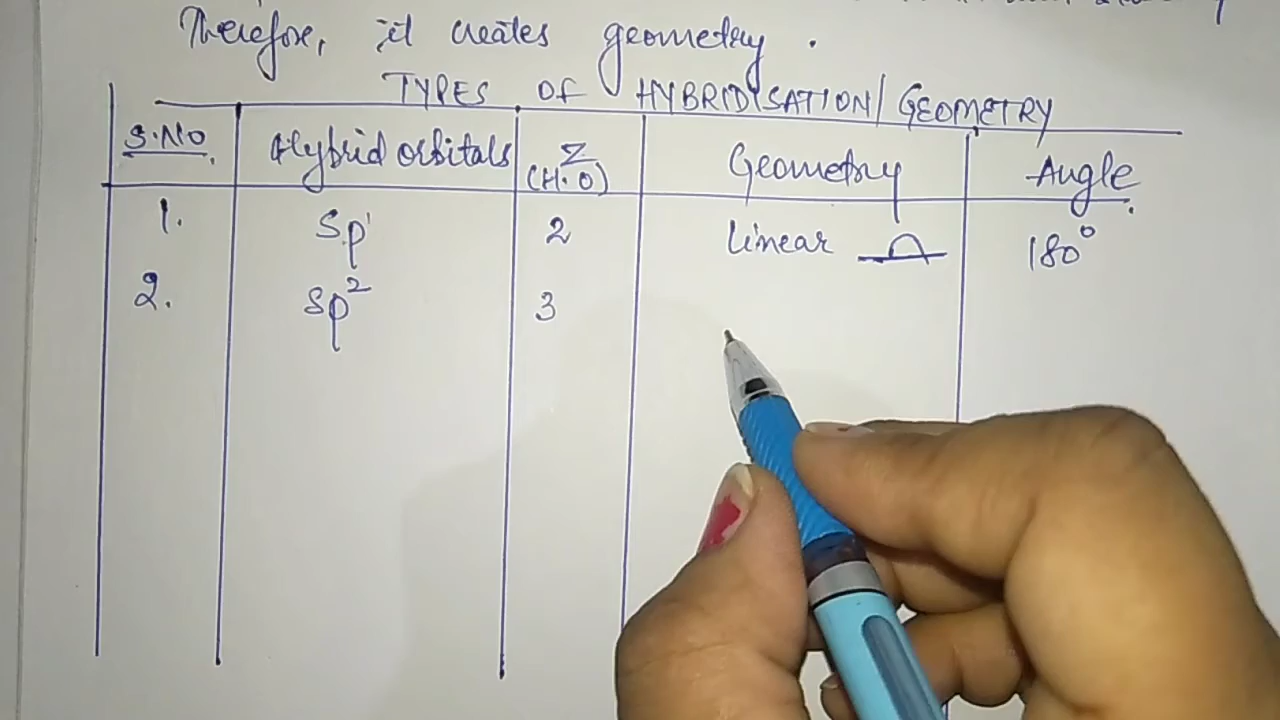 Therefore, it creates geometry.
TYPES OF HYBRIDISATION/GEOMETRY
S.NO. Hybrid orbitals Z (H.O) Geometry Angle.
1. sp¹ 2 linear 180°
2. sp² 3